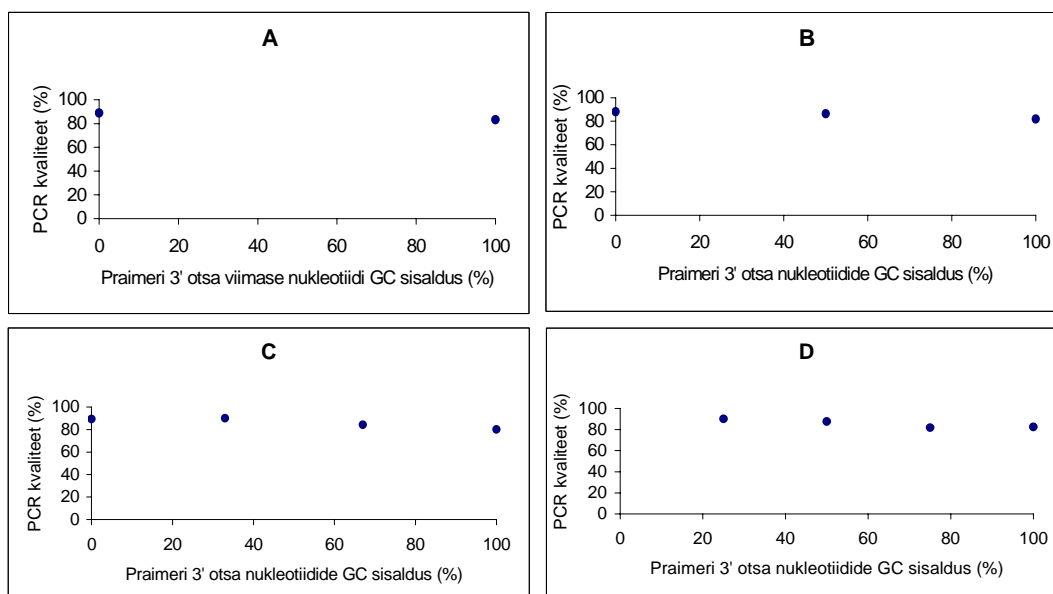 A
PCR kvaliteet (%)
100
80
60
40
20
0
0 20 40 60 80 100
Praimeri 3' otsa viimase nukleotiidi GC sisaldus (%)
B
PCR kvaliteet (%)
100
80
60
40
20
0
0 20 40 60 80 100
Praimeri 3' otsa nukleotiidide GC sisaldus (%)
C
PCR kvaliteet (%)
100
80
60
40
20
0
0 20 40 60 80 100
Praimeri 3' otsa nukleotiidide GC sisaldus (%)
D
PCR kvaliteet (%)
100
80
60
40
20
0
0 20 40 60 80 100
Praimeri 3' otsa nukleotiidide GC sisaldus (%)